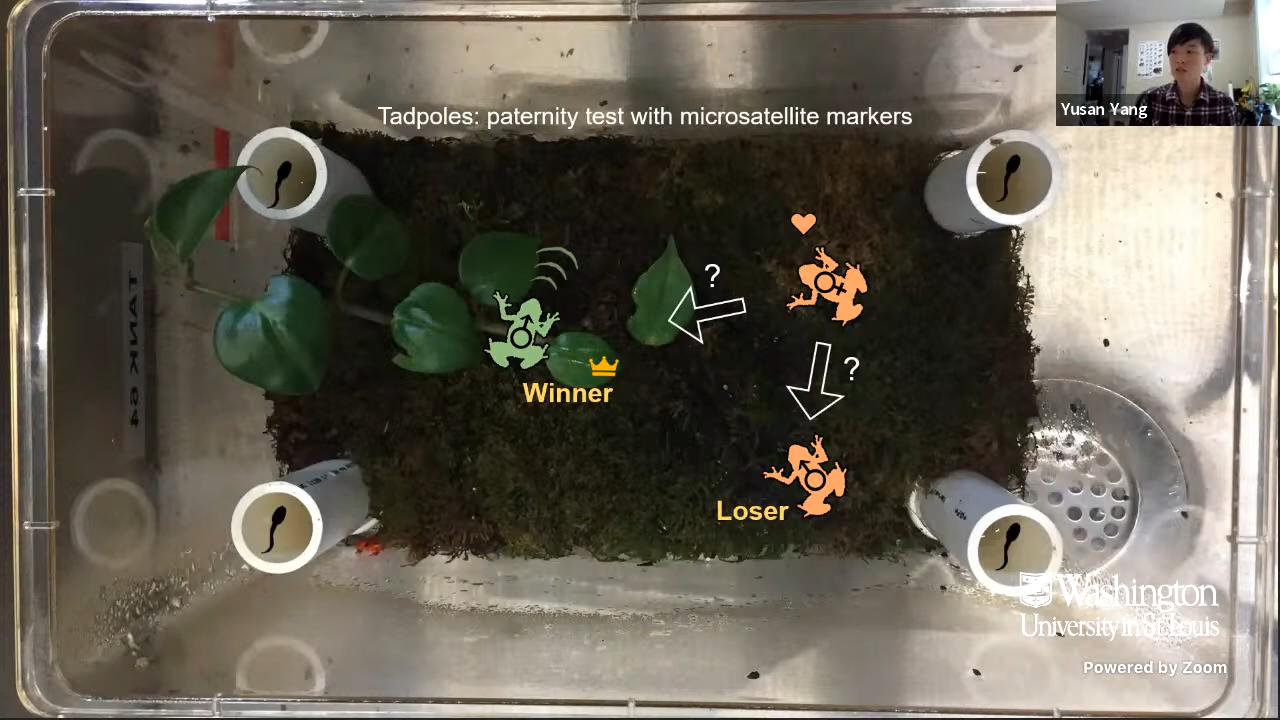 Yusan Yang
Tadpoles: paternity test with microsatellite markers
?
?
Winner
Loser
TANK 64
Washington
University in St. Louis
Powered by Zoom